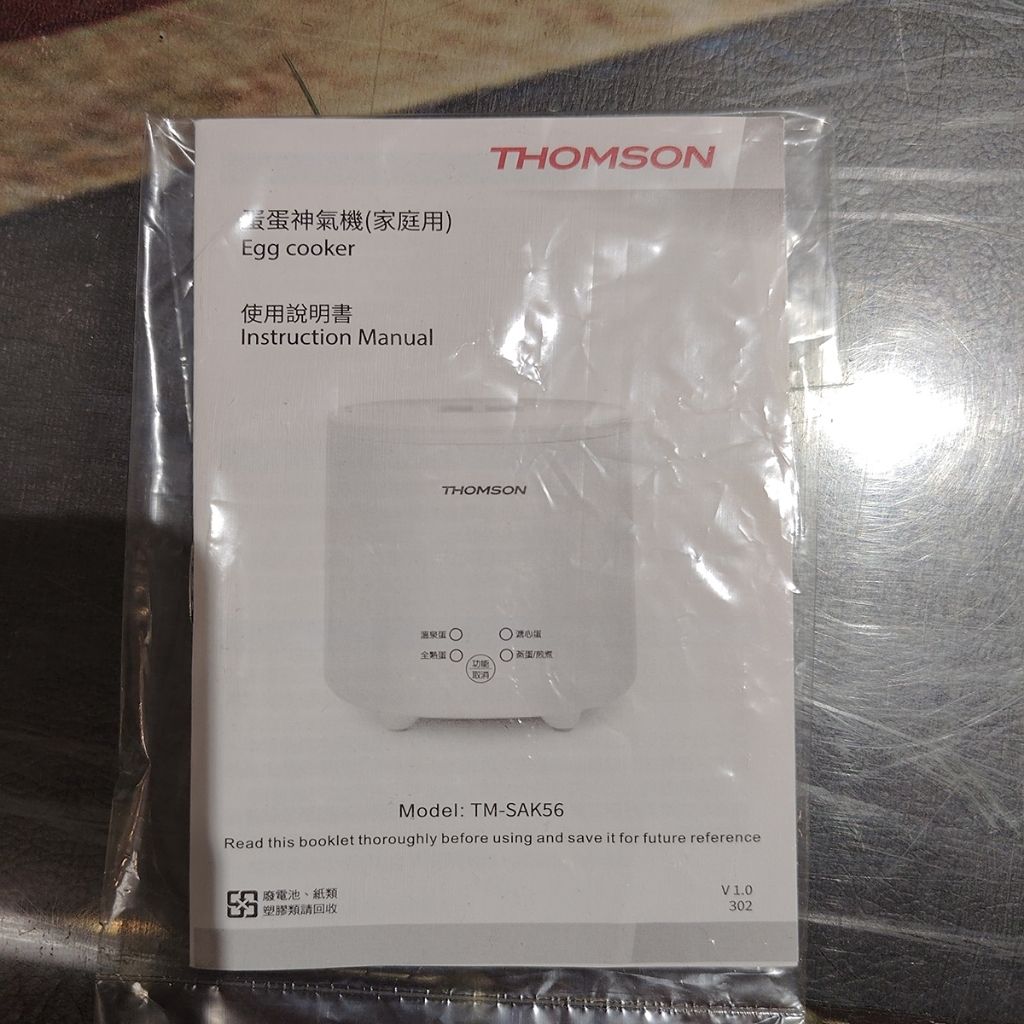 THOMSON
蛋蛋神氣機(家庭用)
Egg cooker
使用說明書
Instruction Manual
THOMSON
溫泉蛋
溏心蛋
全熟蛋
蒸蛋/煎煮
功能
取消
Model: TM-SAK56
Read this booklet thoroughly before using and save it for future reference
廢電池、紙類
塑膠類請回收
V 1.0
302